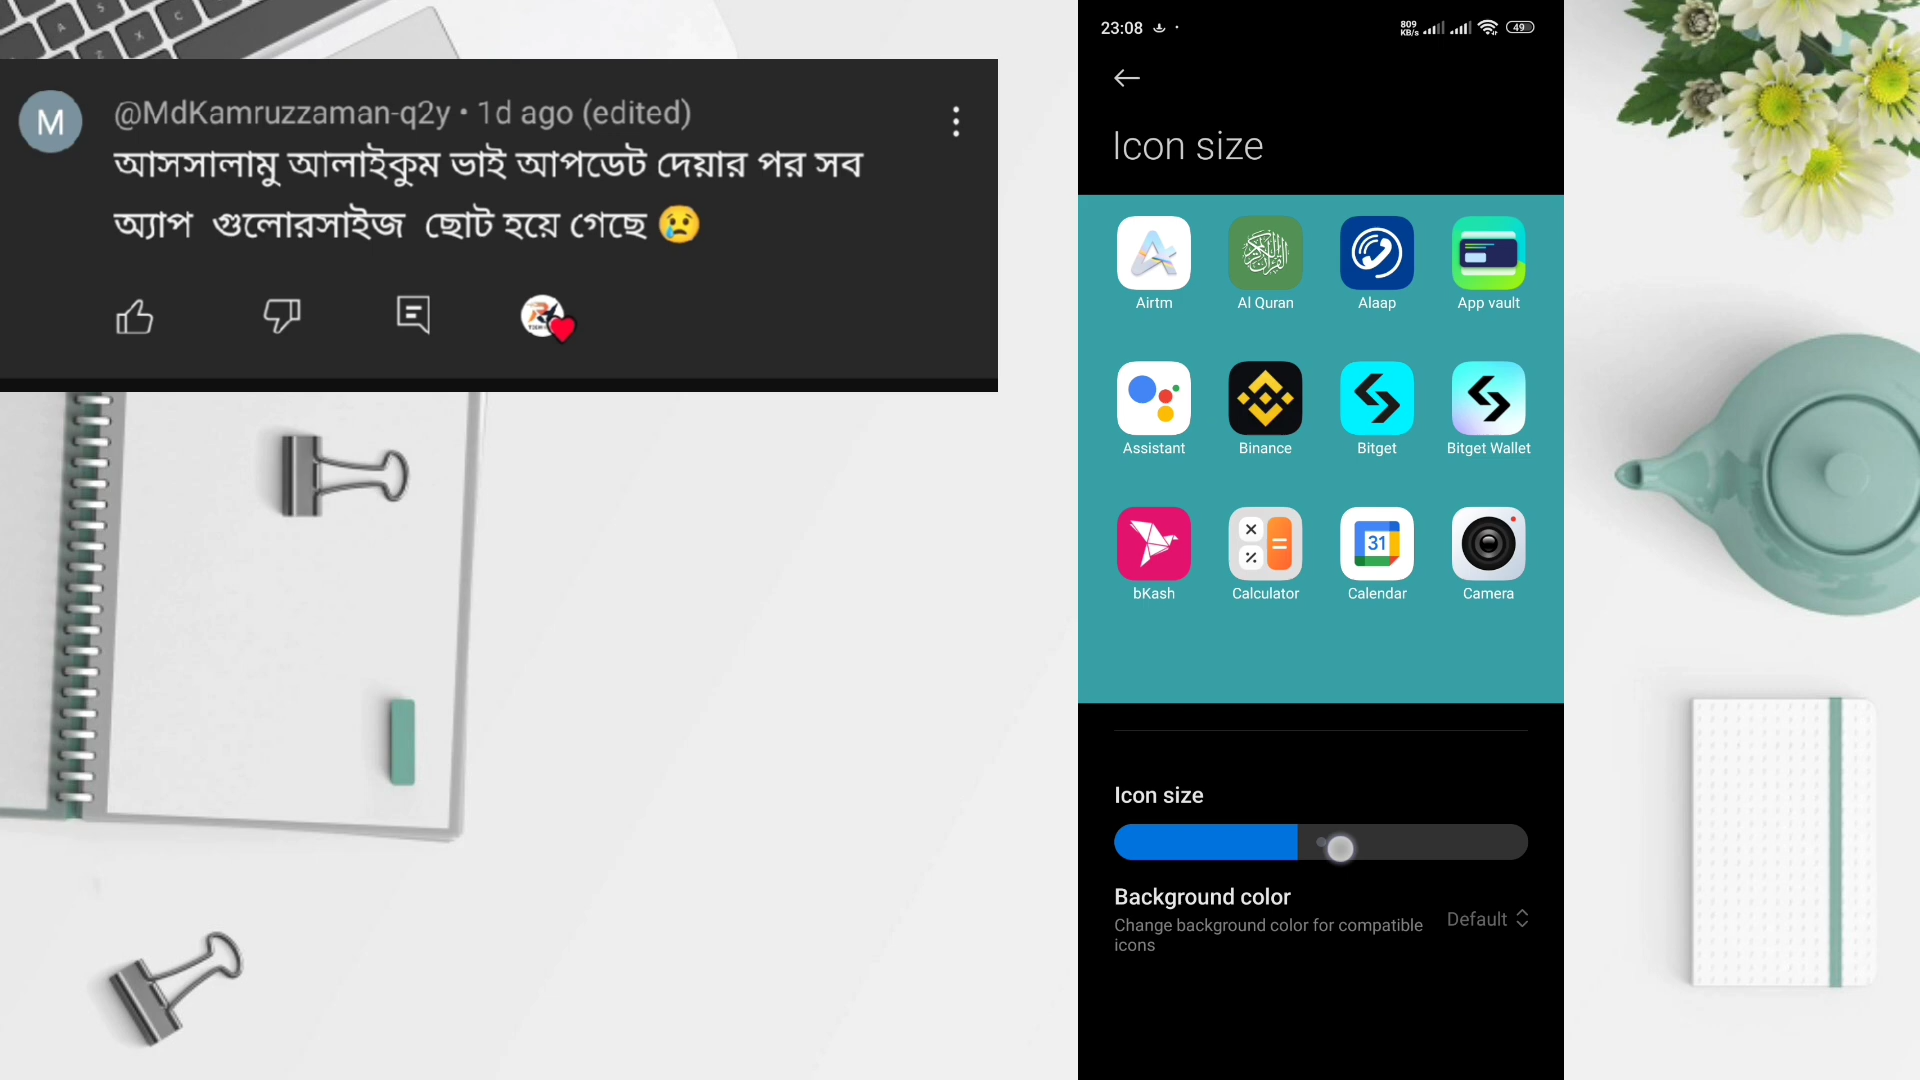 @MdKamruzzaman-q2y • 1d ago (edited)
আসসালামু আলাইকুম ভাই আপডেট দেয়ার পর সব
অ্যাপ গুলোরসাইজ ছোট হয়ে গেছে 😢
M
23:08
809
KB/s
49
Icon size
Airtm
Al Quran
Alaap
App vault
Assistant
Binance
Bitget
Bitget Wallet
31
bKash
Calculator
Calendar
Camera
Icon size
Background color
Change background color for compatible
icons
Default